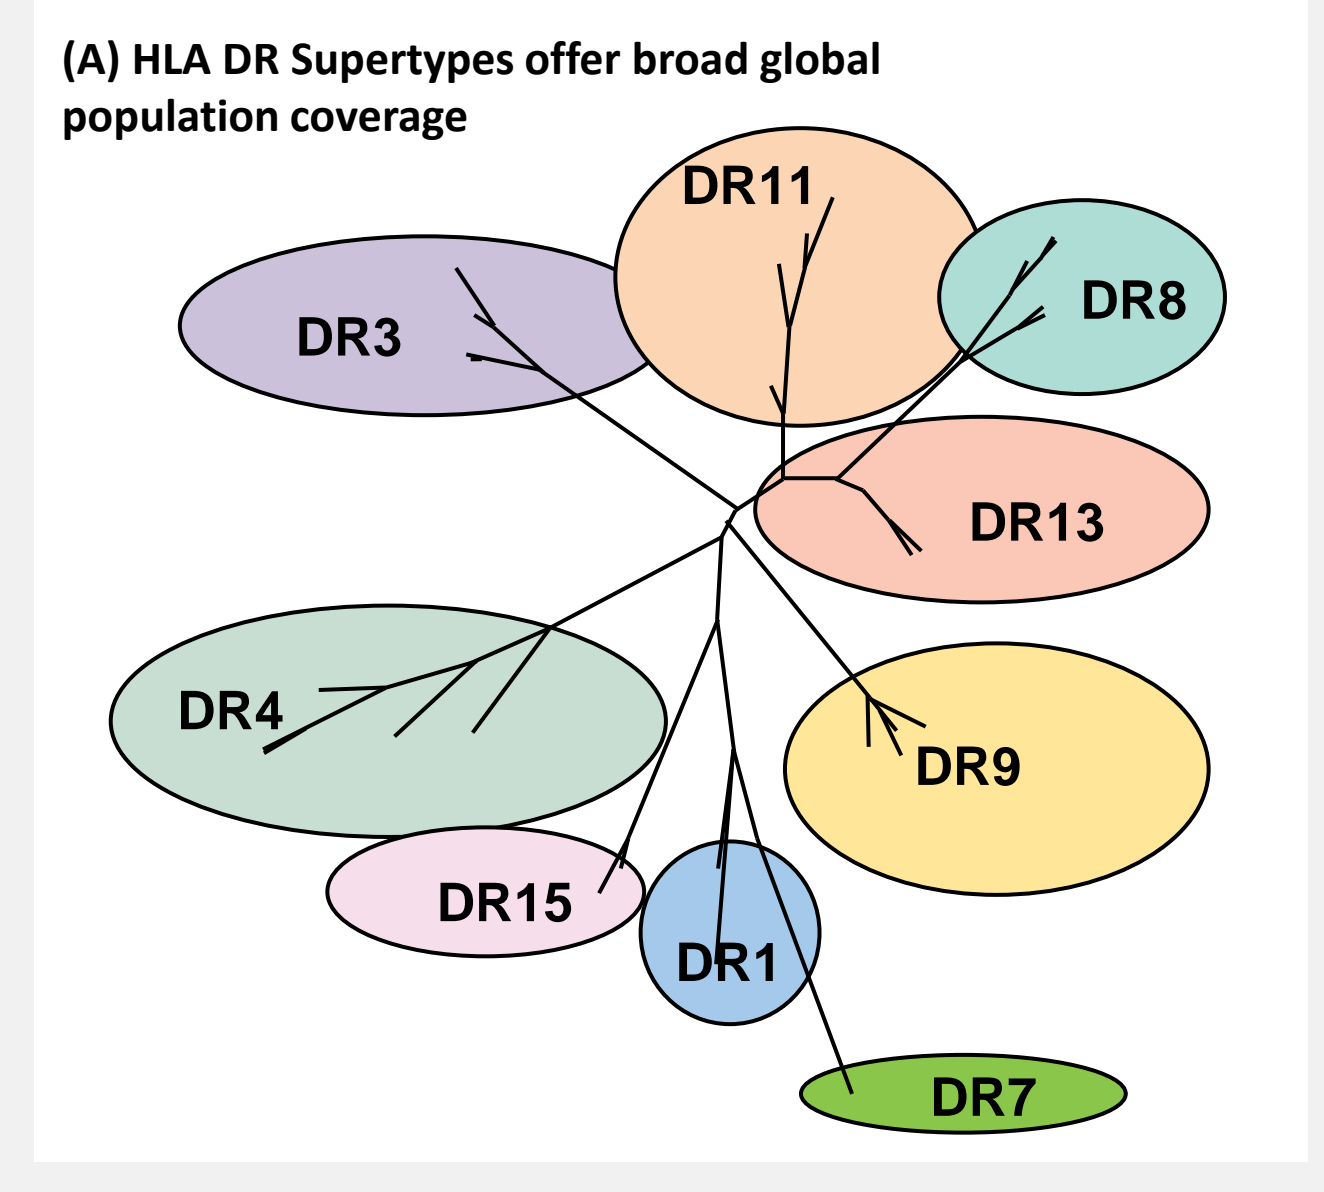 (A) HLA DR Supertypes offer broad global
population coverage
DR11
DR8
DR3
DR13
DR4
DR9
DR15
DR1
DR7